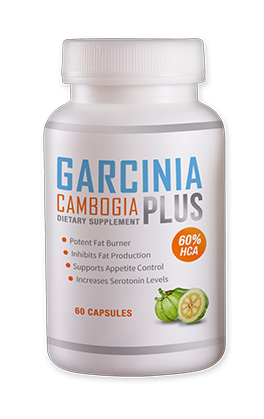 GARCINIA
CAMBOGIA PLUS
DIETARY SUPPLEMENT
• Potent Fat Burner
• Inhibits Fat Production
• Supports Appetite Control
• Increases Serotonin Levels
60%
HCA
60 CAPSULES